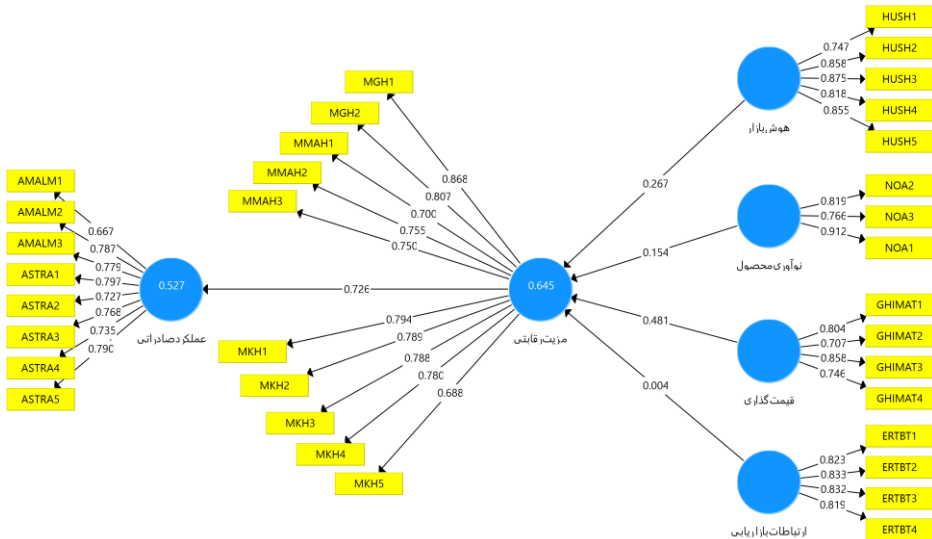 AMALM1
AMALM2
AMALM3
ASTRA1
ASTRA2
ASTRA3
ASTRA4
ASTRA5
0.667
0.787
0.779
0.797
0.727
0.768
0.735
0.790
0.527
عملکرد صادراتی
0.726
MGH1
MGH2
MMAH1
MMAH2
MMAH3
0.868
0.807
0.700
0.755
0.750
0.645
مزیت رقابتی
0.794
0.789
0.788
0.780
0.688
MKH1
MKH2
MKH3
MKH4
MKH5
0.267
0.154
0.481
0.004
هوش بازار
0.747
0.858
0.875
0.818
0.855
HUSH1
HUSH2
HUSH3
HUSH4
HUSH5
نوآوری محصول
0.819
0.766
0.912
NOA2
NOA3
NOA1
قیمت گذاری
0.804
0.707
0.858
0.746
GHIMAT1
GHIMAT2
GHIMAT3
GHIMAT4
ارتباطات بازاریابی
0.823
0.833
0.832
0.819
ERTBT1
ERTBT2
ERTBT3
ERTBT4